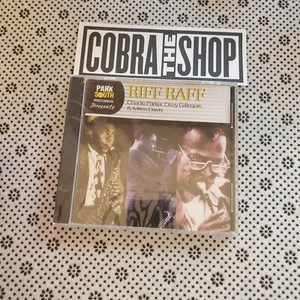 COBRA THE SHOP
PARK
SOUTH
RECORDS
Presents
RIFF RAFF
Charlie Parker, Dizzy Gillespie
& Miles Davis